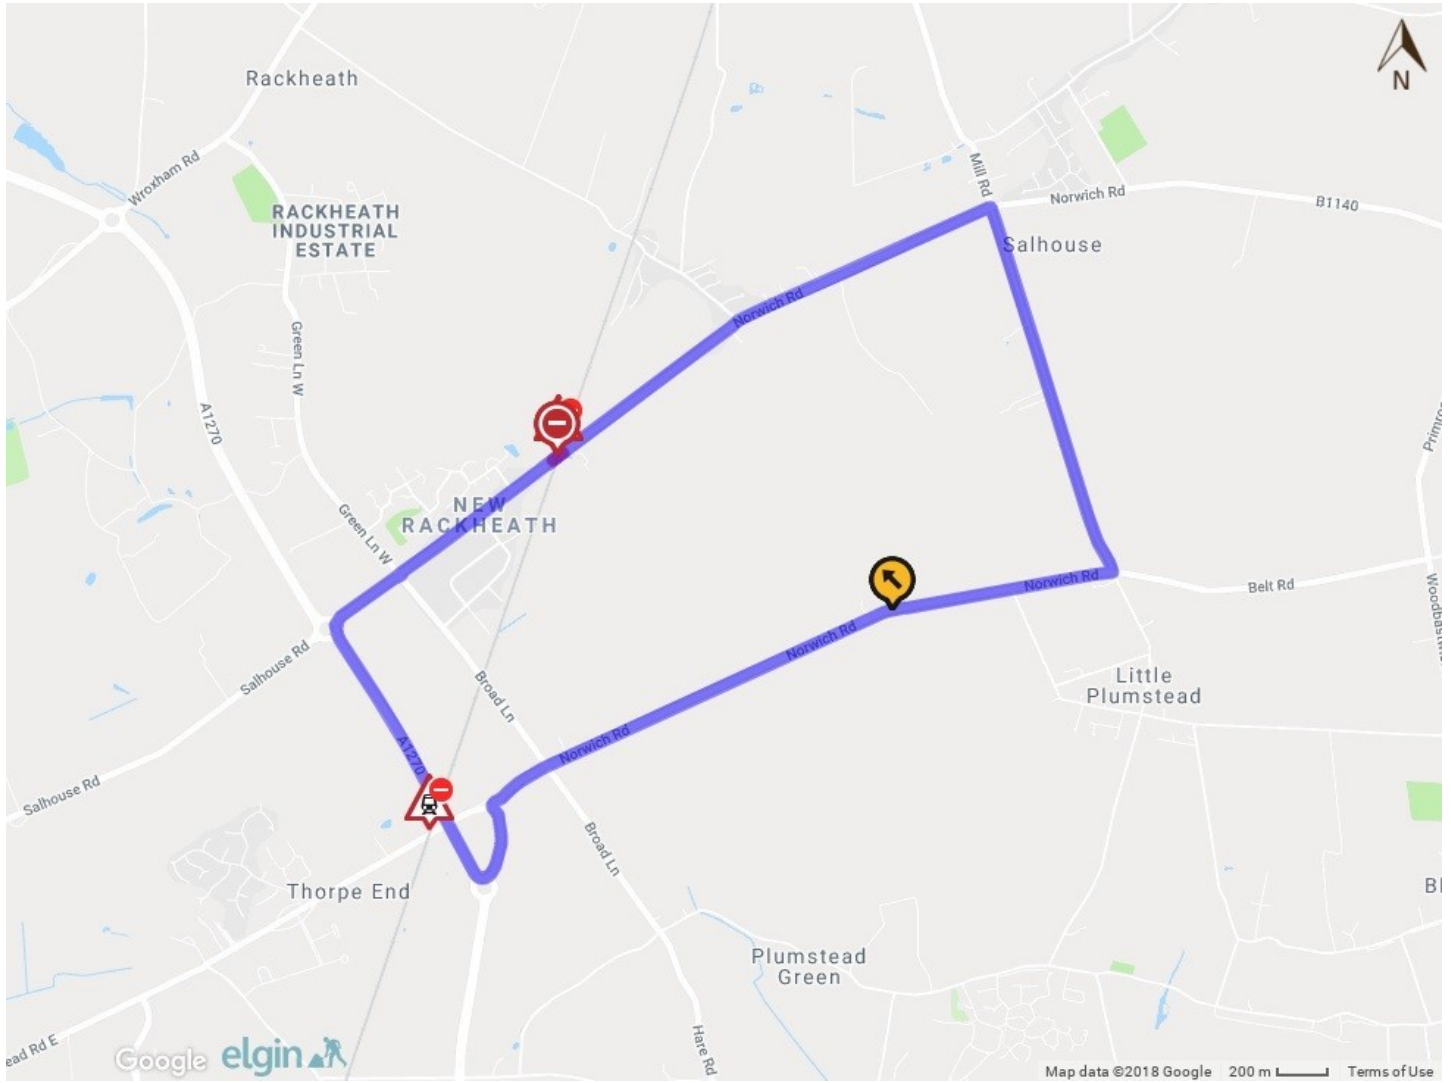 N
Rackheath
Wroxham Rd
Mill Rd
Norwich Rd
B1140
RACKHEATH
INDUSTRIAL
ESTATE
Salhouse
Norwich Rd
Green Ln W
A1270
NEW
RACKHEATH
Green Ln W
Norwich Rd
Belt Rd
Norwich Rd
Salhouse Rd
Little
Plumstead
Broad Ln
Norwich Rd
A1270
Salhouse Rd
Broad Ln
Thorpe End
Plumstead
Green
Hare Rd
ead Rd E
Google elgin
Map data ©2018 Google 200 m Terms of Use